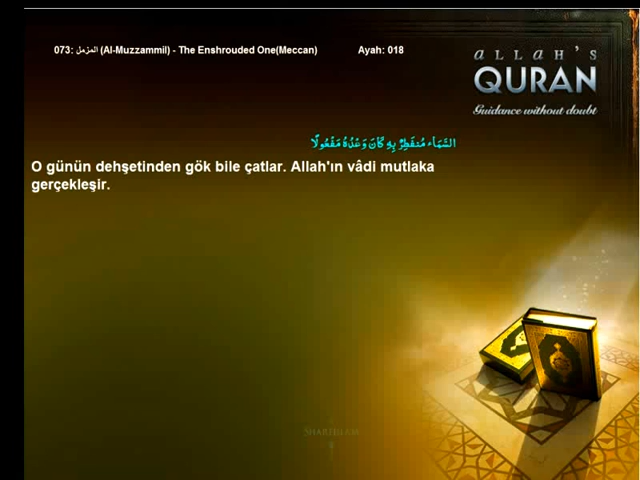 073: المزمل (Al-Muzzammil) - The Enshrouded One(Meccan) Ayah: 018
ALLAH'S
QURAN
Guidance without doubt
السَّمَاء مُنفَطِرٌ بِهِ كَانَ وَعْدُهُ مَفْعُولًا
O günün dehşetinden gök bile çatlar. Allah'ın vâdi mutlaka
gerçekleşir.